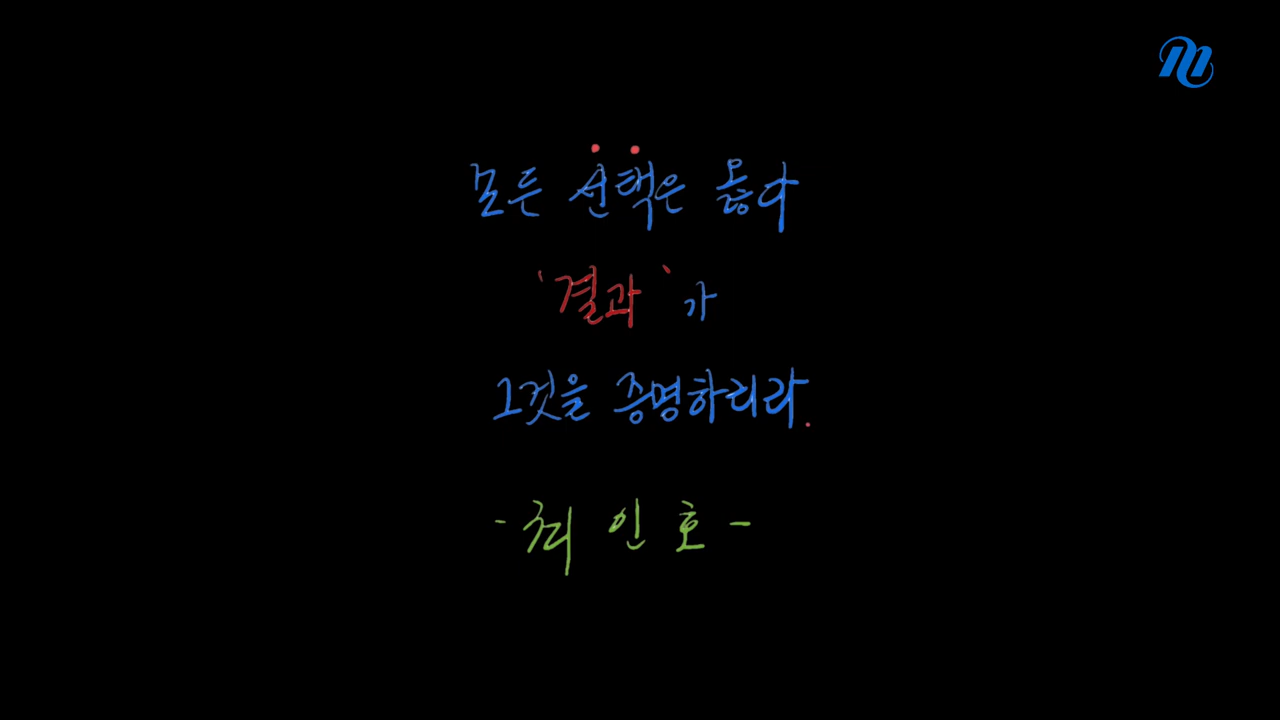 모든 선택은 옳다
'결과'가
그것을 증명하리라.
- 최인호 -